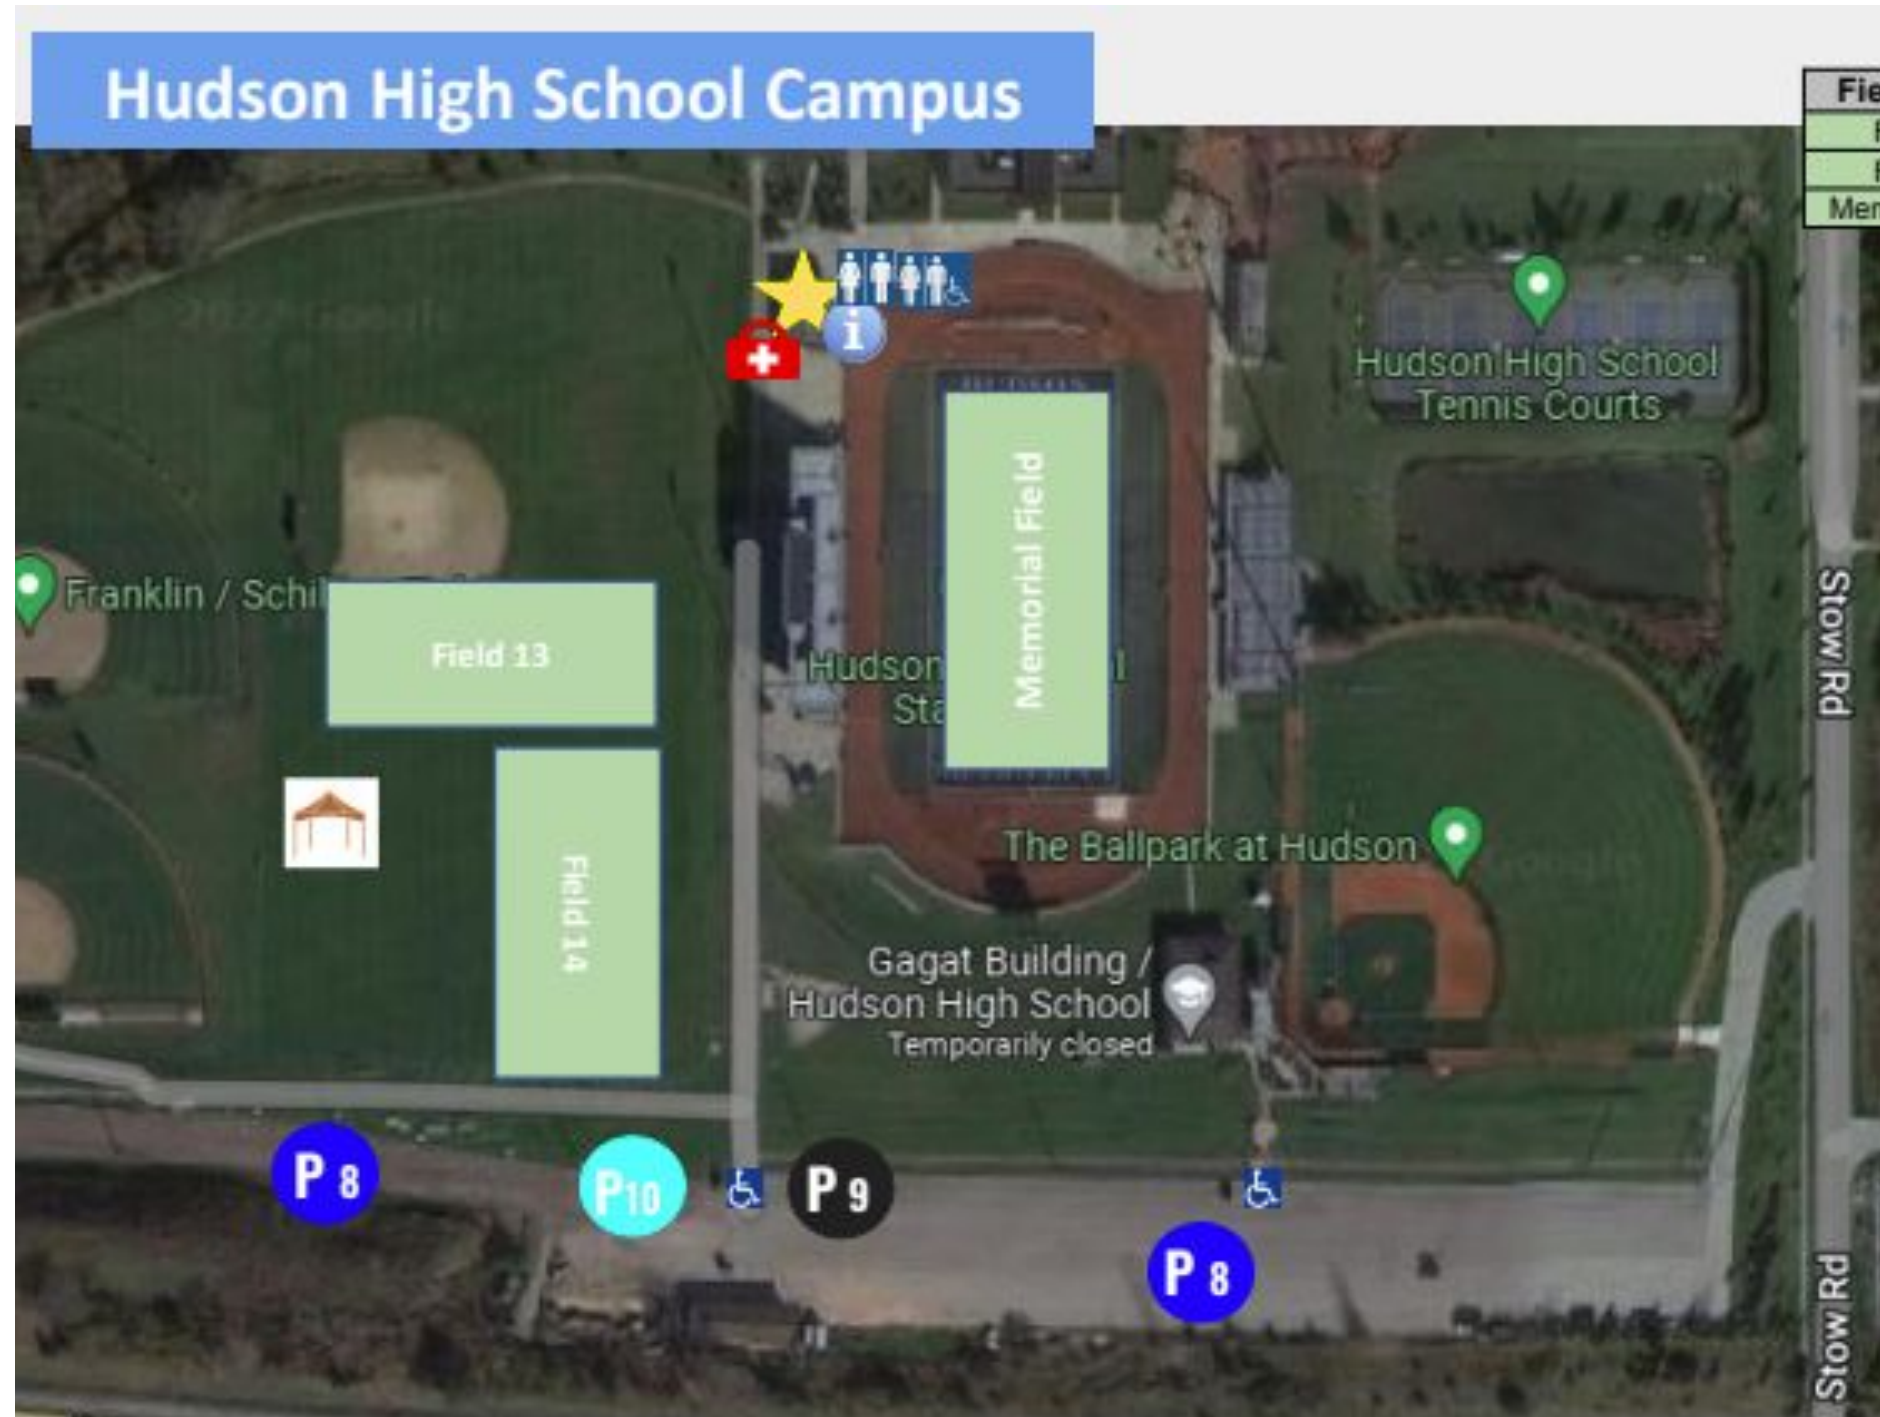 Hudson High School Campus
Fie
Mer
Hudson High School
Tennis Courts
Franklin / Schil
Field 13
Memorial Field
Hudson
l
Sta
Stow Rd
Field 14
The Ballpark at Hudson
Gagat Building /
Hudson High School
Temporarily closed
P 8
P10
P 9
P 8
Stow Rd
i